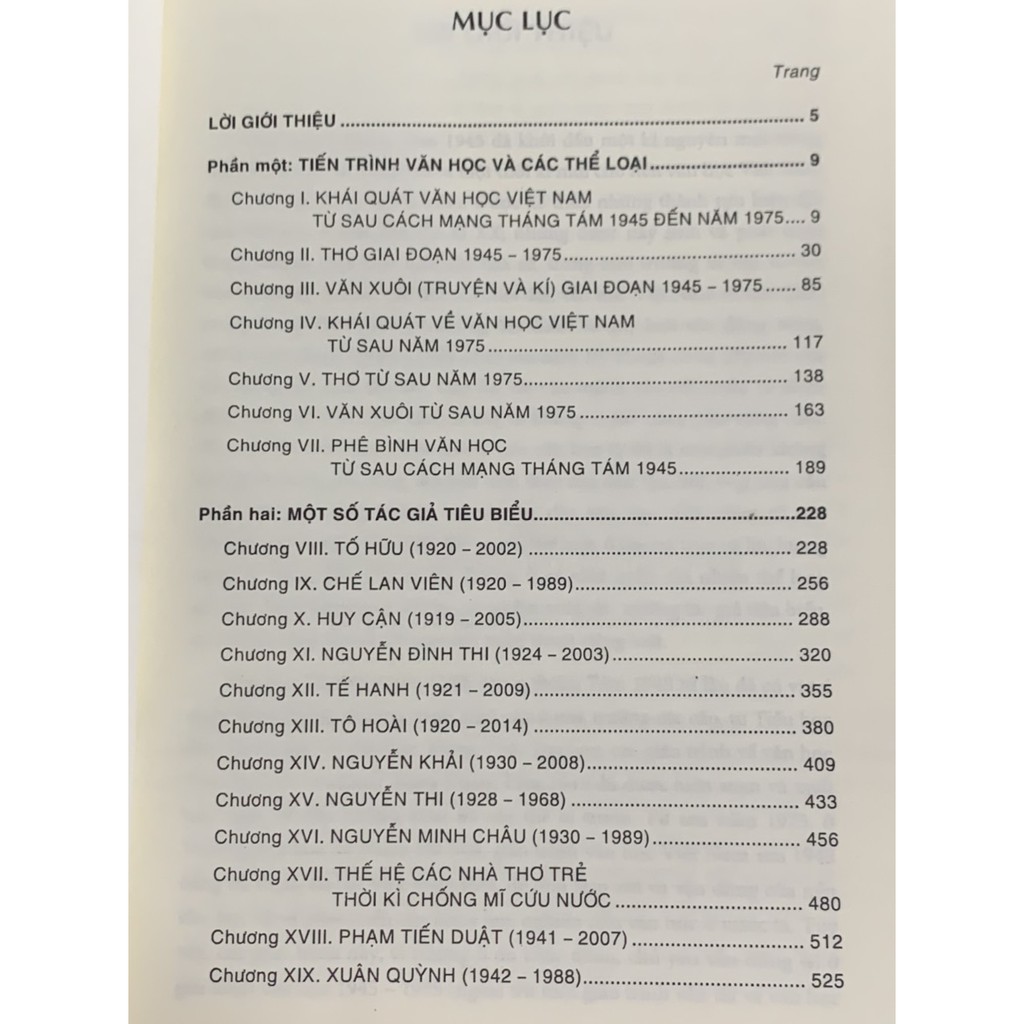 MỤC LỤC
Trang
LỜI GIỚI THIỆU ........ 5
Phần một: TIẾN TRÌNH VĂN HỌC VÀ CÁC THỂ LOẠI ........ 9
Chương I. KHÁI QUÁT VĂN HỌC VIỆT NAM
TỪ SAU CÁCH MẠNG THÁNG TÁM 1945 ĐẾN NĂM 1975.... 9
Chương II. THƠ GIAI ĐOẠN 1945 – 1975 ........ 30
Chương III. VĂN XUÔI (TRUYỆN VÀ KÍ) GIAI ĐOẠN 1945 – 1975 ...... 85
Chương IV. KHÁI QUÁT VỀ VĂN HỌC VIỆT NAM
TỪ SAU NĂM 1975 ........ 117
Chương V. THƠ TỪ SAU NĂM 1975 ........ 138
Chương VI. VĂN XUÔI TỪ SAU NĂM 1975 ........ 163
Chương VII. PHÊ BÌNH VĂN HỌC
TỪ SAU CÁCH MẠNG THÁNG TÁM 1945 ........ 189
Phần hai: MỘT SỐ TÁC GIẢ TIÊU BIỂU ........ 228
Chương VIII. TỐ HỮU (1920 – 2002) ........ 228
Chương IX. CHẾ LAN VIÊN (1920 – 1989) ........ 256
Chương X. HUY CẬN (1919 – 2005) ........ 288
Chương XI. NGUYỄN ĐÌNH THI (1924 – 2003) ........ 320
Chương XII. TẾ HANH (1921 – 2009) ........ 355
Chương XIII. TÔ HOÀI (1920 – 2014) ........ 380
Chương XIV. NGUYỄN KHẢI (1930 – 2008) ........ 409
Chương XV. NGUYỄN THI (1928 – 1968) ........ 433
Chương XVI. NGUYỄN MINH CHÂU (1930 – 1989) ........ 456
Chương XVII. THẾ HỆ CÁC NHÀ THƠ TRẺ
THỜI KÌ CHỐNG MĨ CỨU NƯỚC ........ 480
Chương XVIII. PHẠM TIẾN DUẬT (1941 – 2007) ........ 512
Chương XIX. XUÂN QUỲNH (1942 – 1988) ........ 525